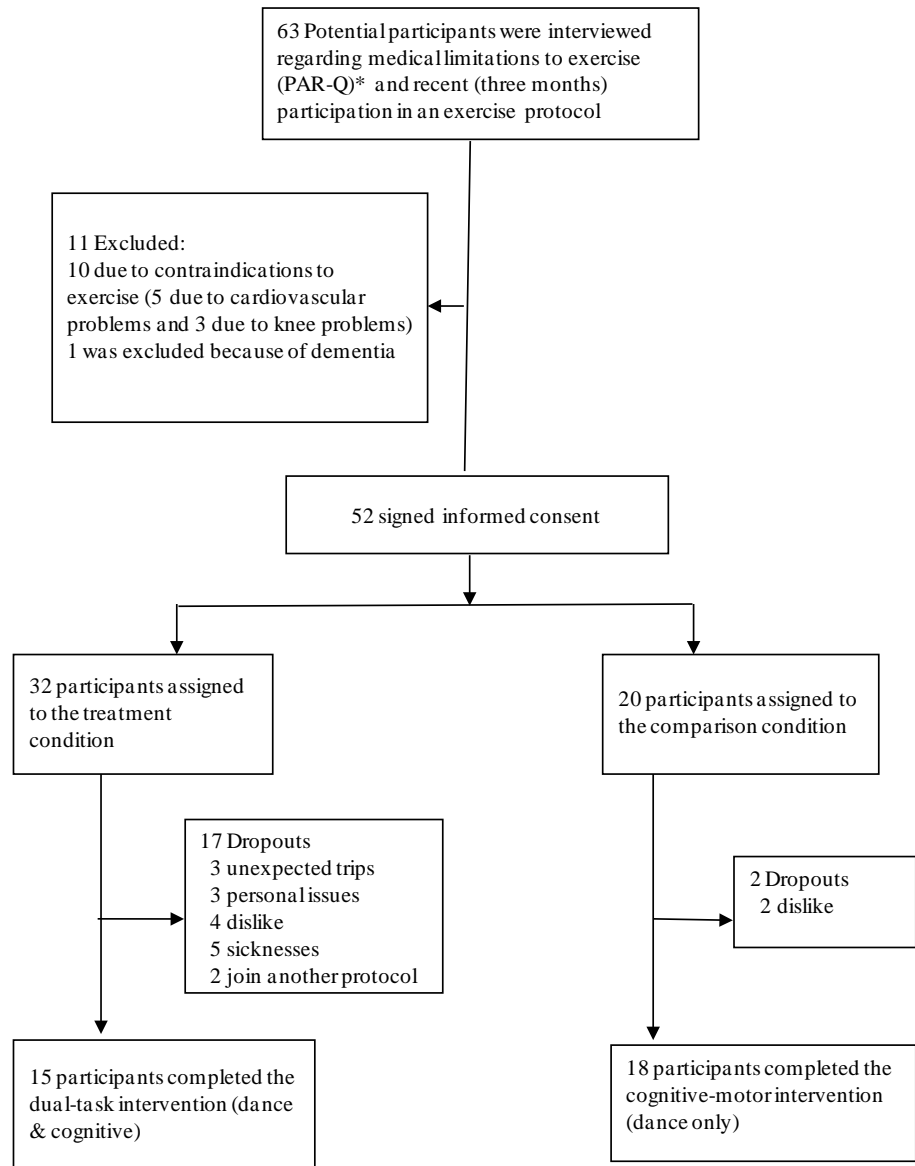 63 Potential participants were interviewed
regarding medical limitations to exercise
(PAR-Q)* and recent (three months)
participation in an exercise protocol
11 Excluded:
10 due to contraindications to
exercise (5 due to cardiovascular
problems and 3 due to knee problems)
1 was excluded because of dementia
52 signed informed consent
32 participants assigned
to the treatment
condition
20 participants assigned to
the comparison condition
17 Dropouts
3 unexpected trips
3 personal issues
4 dislike
5 sicknesses
2 join another protocol
2 Dropouts
2 dislike
15 participants completed the
dual-task intervention (dance
& cognitive)
18 participants completed the
cognitive-motor intervention
(dance only)